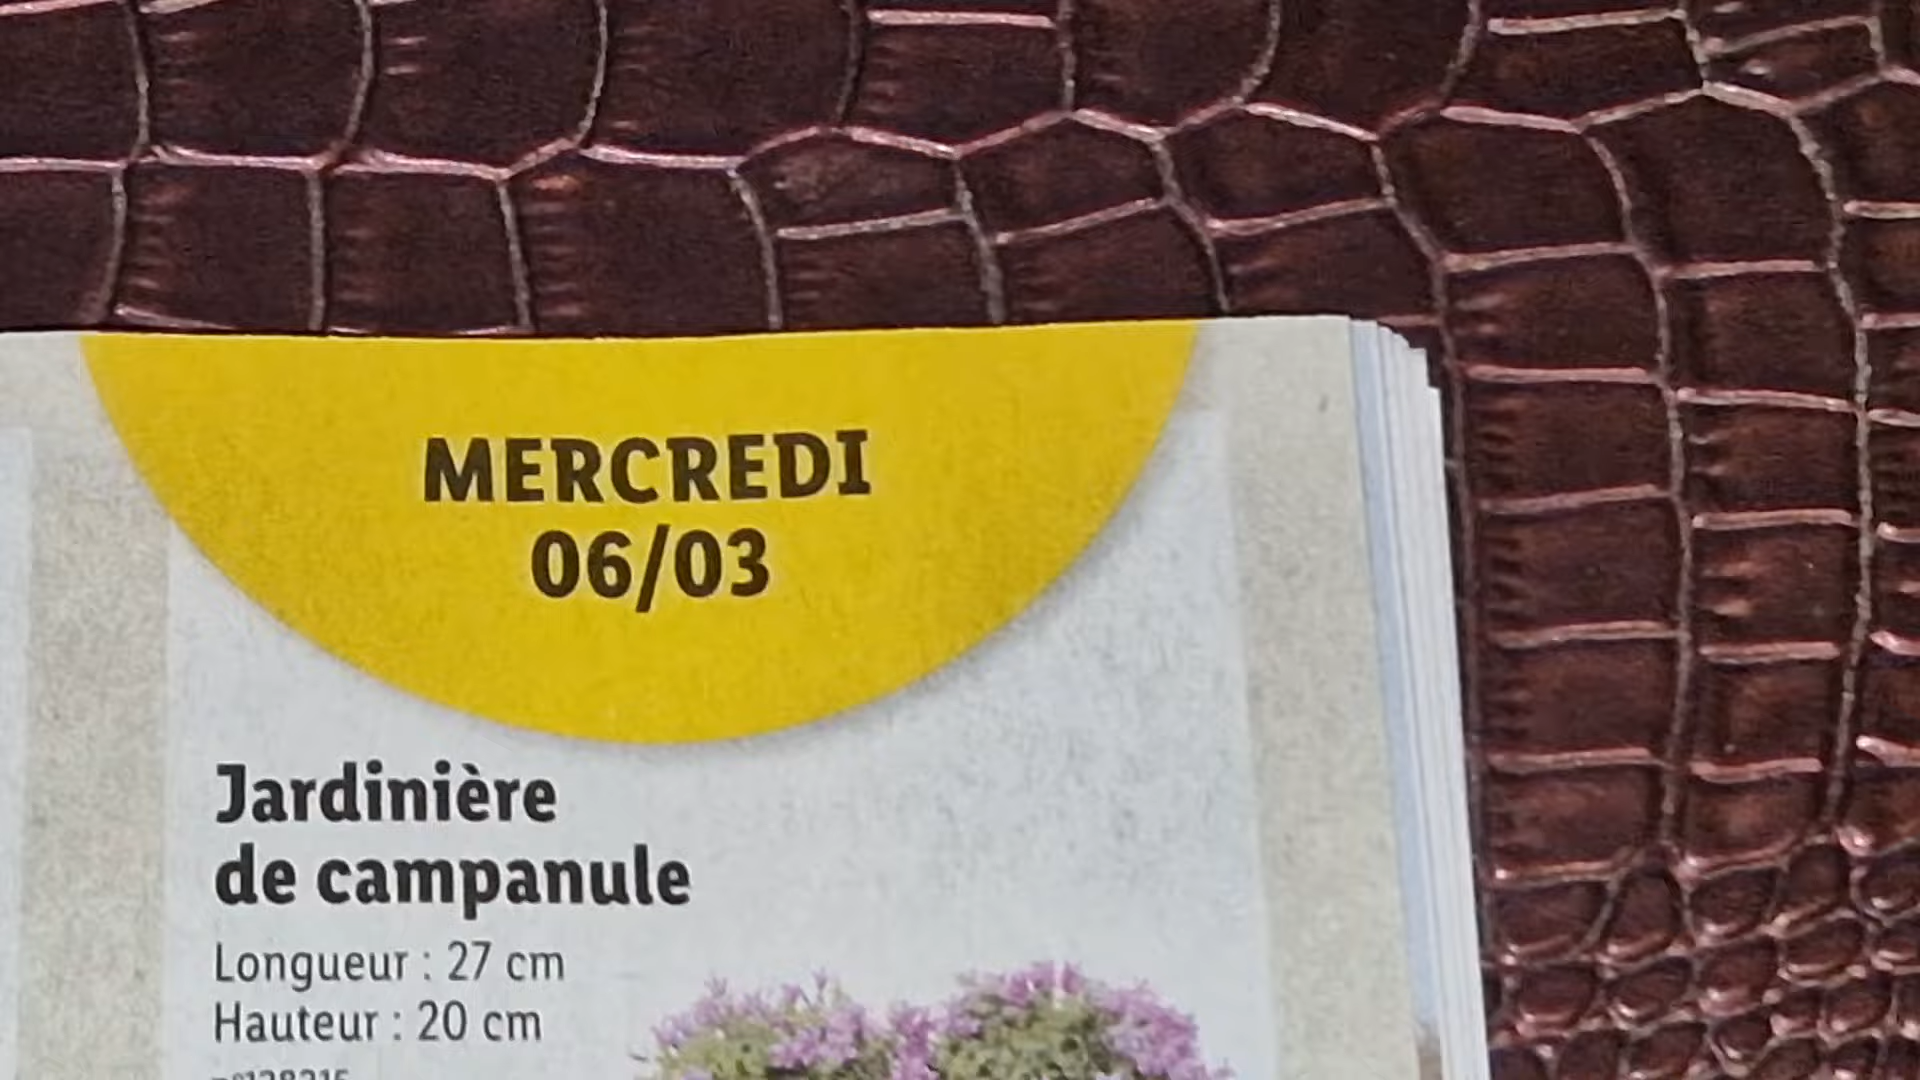 MERCREDI
06/03
Jardinière
de campanule
Longueur : 27 cm
Hauteur : 20 cm